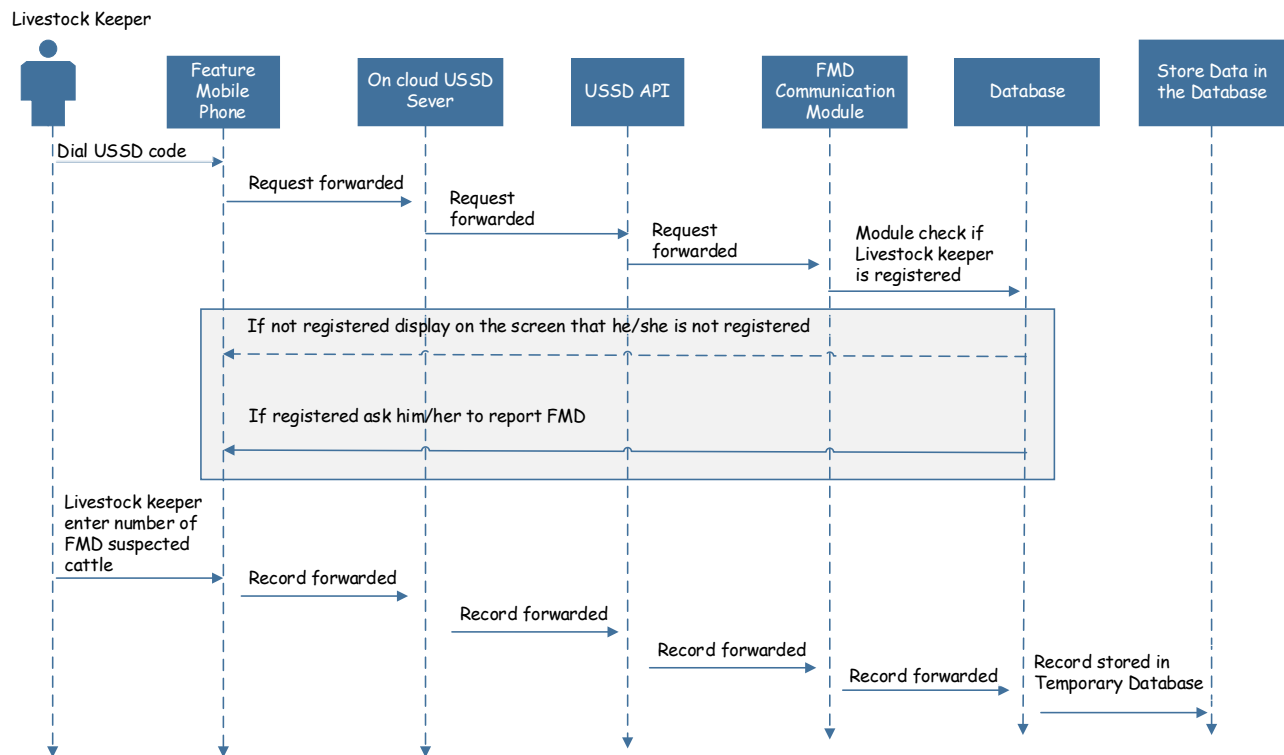 Livestock Keeper
Feature
Mobile
Phone
On cloud USSD
Sever
USSD API
FMD
Communication
Module
Database
Store Data in
the Database
Dial USSD code
Request forwarded
Request
forwarded
Request
forwarded
Module check if
Livestock keeper
is registered
If not registered display on the screen that he/she is not registered
If registered ask him/her to report FMD
Livestock keeper
enter number of
FMD suspected
cattle
Record forwarded
Record forwarded
Record forwarded
Record forwarded
Record stored in
Temporary Database